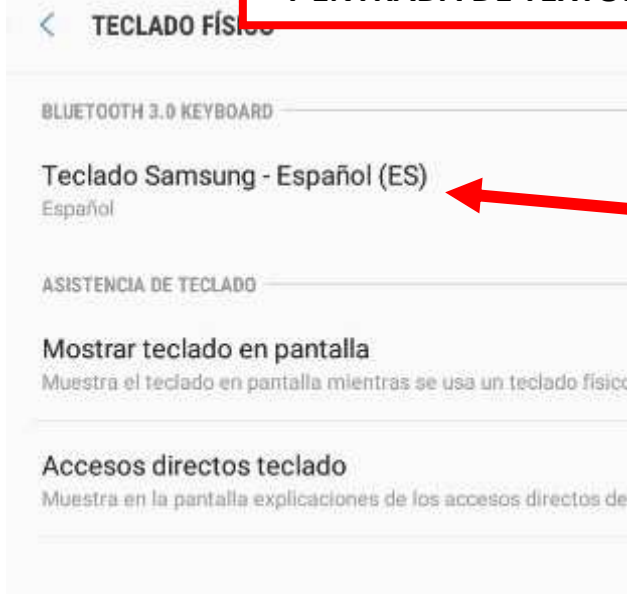 TECLADO
BLUETOOTH 3.0 KEYBOARD
Teclado Samsung - Español (ES)
Español
ASISTENCIA DE TECLADO
Mostrar teclado en pantalla
Muestra el teclado en pantalla mientras se usa un teclado físico
Accesos directos teclado
Muestra en la pantalla explicaciones de los accesos directos de